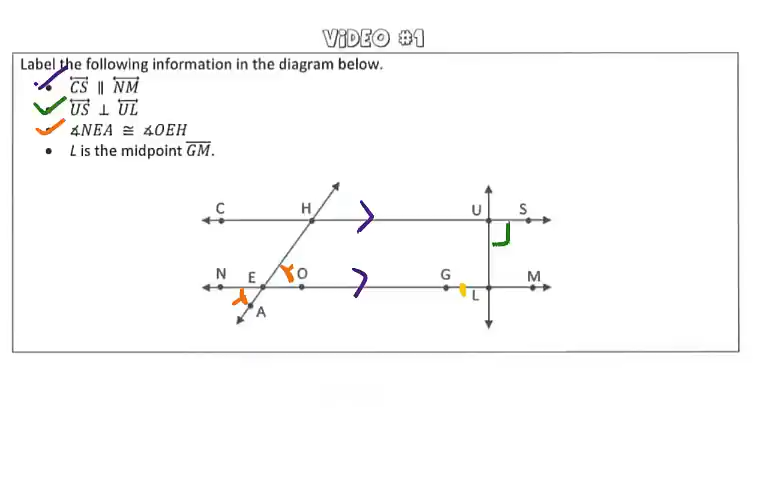 ViDEO #1
Label the following information in the diagram below.
• CS ∥ NM
• US ⊥ UL
• ∡NEA ≅ ∡OEH
• L is the midpoint GM.
C H U S
N E O G M
L
A